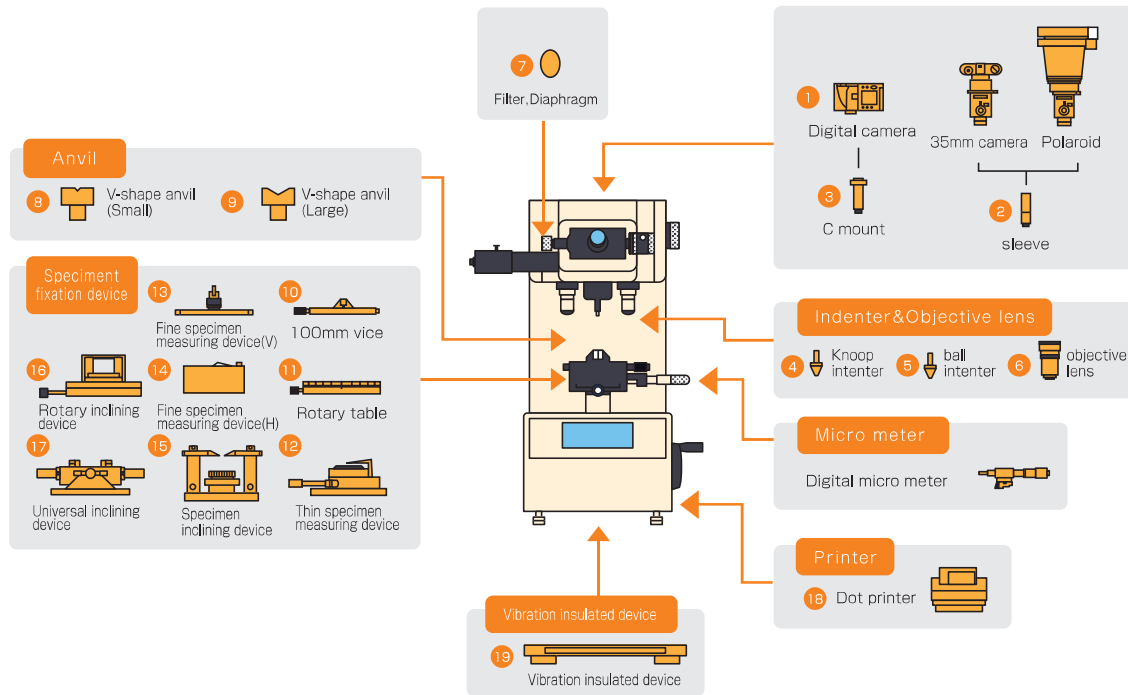 7
Filter,Diaphragm
1
Digital camera
35mm camera
Polaroid
3
C mount
2
sleeve
Anvil
8
V-shape anvil
(Small)
9
V-shape anvil
(Large)
Speciment
fixation device
13
Fine specimen
measuring device(V)
10
100mm vice
16
Rotary inclining
device
14
Fine specimen
measuring device(H)
11
Rotary table
17
Universal inclining
device
15
Specimen
inclining device
12
Thin specimen
measuring device
Indenter&Objective lens
4
Knoop
intenter
5
ball
intenter
6
objective
lens
Micro meter
Digital micro meter
Printer
18
Dot printer
Vibration insulated device
19
Vibration insulated device